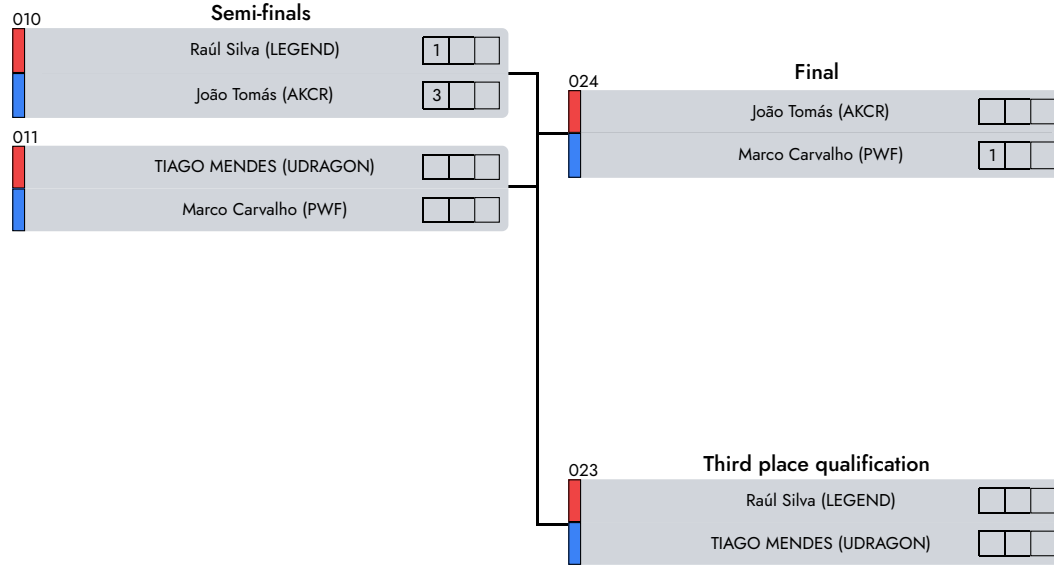 Semi-finals
010
Raúl Silva (LEGEND) 1
João Tomás (AKCR) 3
011
TIAGO MENDES (UDRAGON)
Marco Carvalho (PWF)
Final
024
João Tomás (AKCR)
Marco Carvalho (PWF) 1
Third place qualification
023
Raúl Silva (LEGEND)
TIAGO MENDES (UDRAGON)